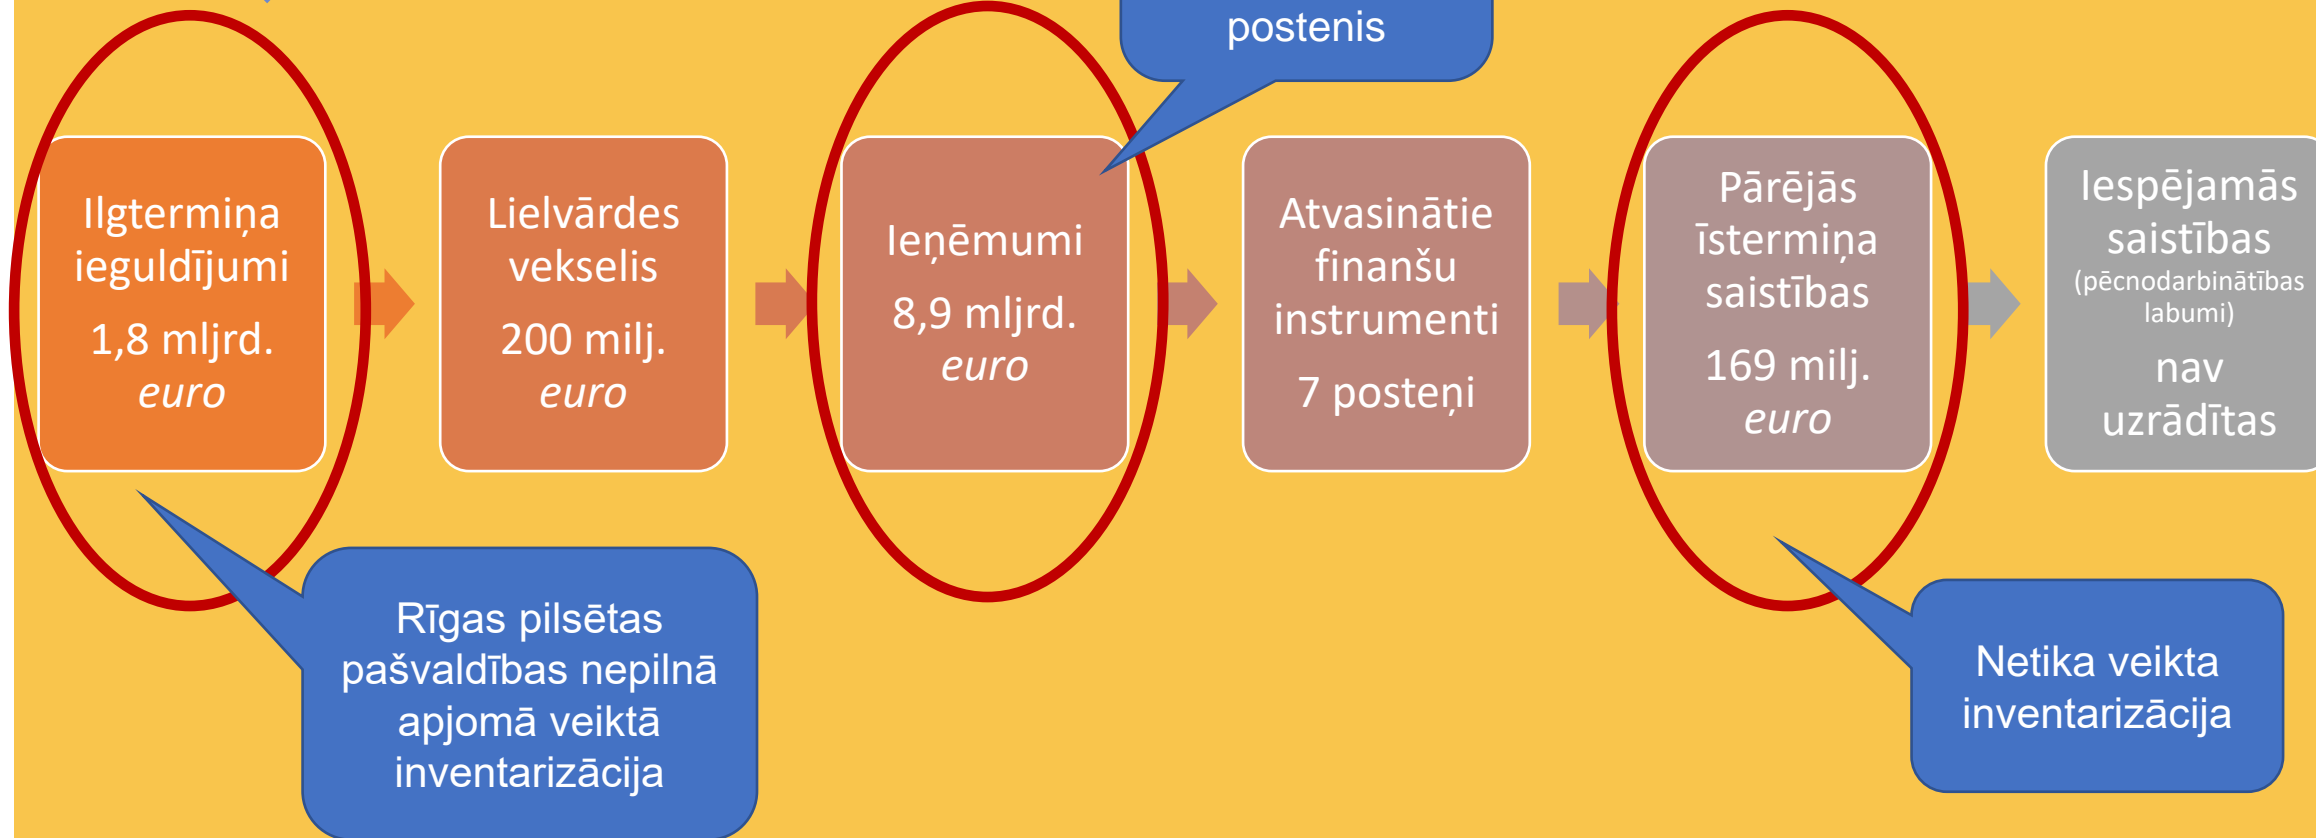 postenis
Ilgtermiņa
ieguldījumi
1,8 mljrd.
euro
Lielvārdes
vekselis
200 milj.
euro
Ieņēmumi
8,9 mljrd.
euro
Atvasinātie
finanšu
instrumenti
7 posteņi
Pārējās
īstermiņa
saistības
169 milj.
euro
Iespējamās
saistības
(pēcnodarbinātības
labumi)
nav
uzrādītas
Rīgas pilsētas
pašvaldības nepilnā
apjomā veiktā
inventarizācija
Netika veikta
inventarizācija